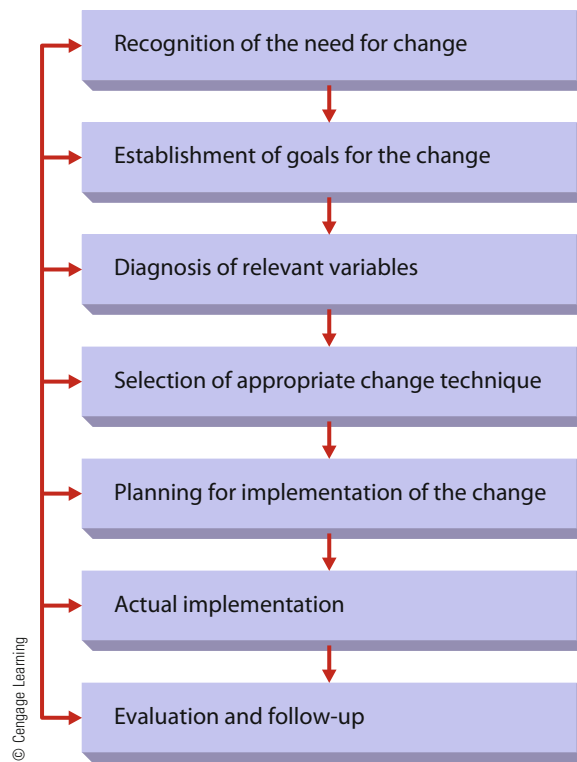 Recognition of the need for change
Establishment of goals for the change
Diagnosis of relevant variables
Selection of appropriate change technique
Planning for implementation of the change
Actual implementation
Evaluation and follow-up
© Cengage Learning